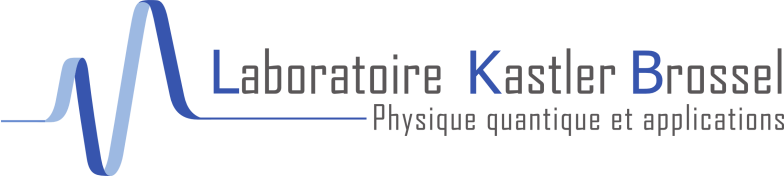 Laboratoire Kastler Brossel
Physique quantique et applications